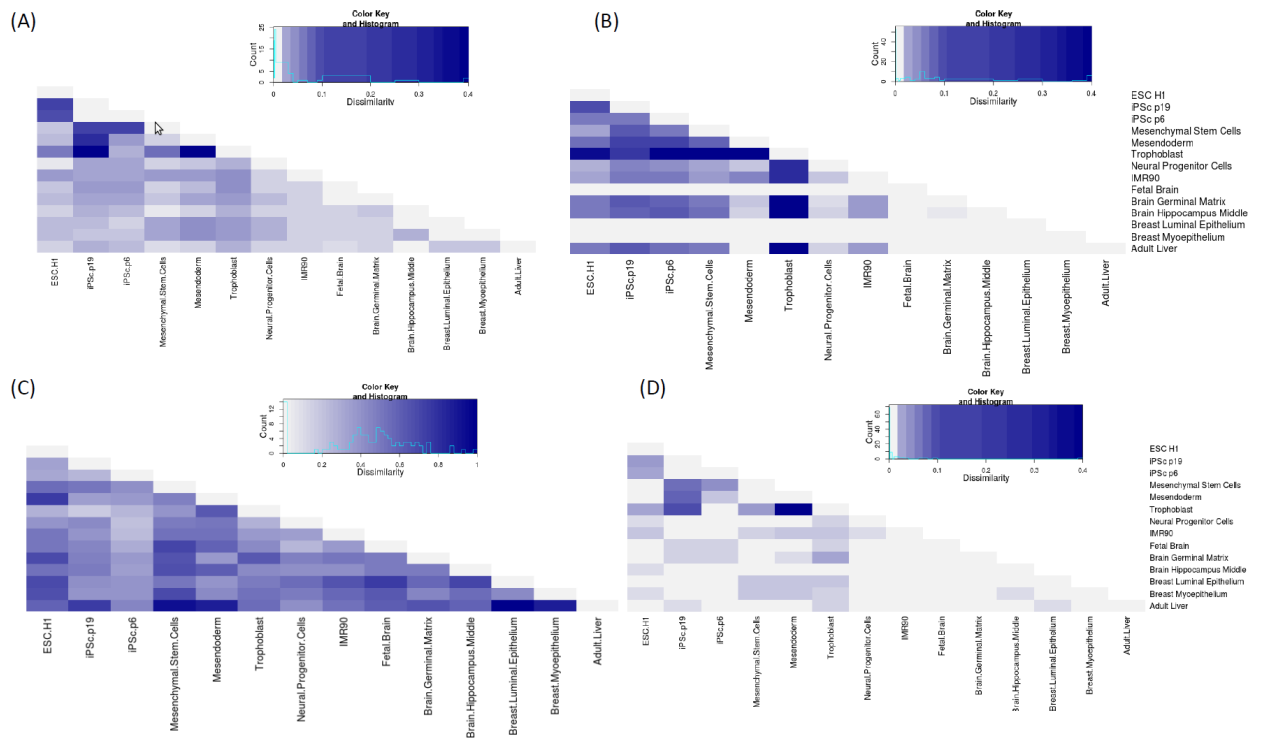 (A)
Color Key
and Histogram
Count
0 5 15 25
0 0.1 0.2 0.3 0.4
Dissimilarity
ESC.H1
iPSc.p19
iPSc.p6
Mesenchymal.Stem.Cells
Mesendoderm
Trophoblast
Neural.Progenitor.Cells
IMR90
Fetal.Brain
Brain.Germinal.Matrix
Brain.Hippocampus.Middle
Breast.Luminal.Epithelium
Breast.Myoepithelium
Adult.Liver
(B)
Color Key
and Histogram
Count
0 20 40
0 0.1 0.2 0.3 0.4
Dissimilarity
ESC H1
iPSc p19
iPSc p6
Mesenchymal Stem Cells
Mesendoderm
Trophoblast
Neural Progenitor Cells
IMR90
Fetal Brain
Brain Germinal Matrix
Brain Hippocampus Middle
Breast Luminal Epithelium
Breast Myoepithelium
Adult Liver
ESC.H1
iPSc.p19
iPSc.p6
Mesenchymal.Stem.Cells
Mesendoderm
Trophoblast
Neural.Progenitor.Cells
IMR90
Fetal.Brain
Brain.Germinal.Matrix
Brain.Hippocampus.Middle
Breast.Luminal.Epithelium
Breast.Myoepithelium
Adult.Liver
(C)
Color Key
and Histogram
Count
0 4 8 12
0 0.2 0.4 0.6 0.8 1
Dissimilarity
ESC.H1
iPSc.p19
iPSc.p6
Mesenchymal.Stem.Cells
Mesendoderm
Trophoblast
Neural.Progenitor.Cells
IMR90
Fetal.Brain
Brain.Germinal.Matrix
Brain.Hippocampus.Middle
Breast.Luminal.Epithelium
Breast.Myoepithelium
Adult.Liver
(D)
Color Key
and Histogram
Count
0 20 40 60
0 0.1 0.2 0.3 0.4
Dissimilarity
ESC H1
iPSc p19
iPSc p6
Mesenchymal Stem Cells
Mesendoderm
Trophoblast
Neural Progenitor Cells
IMR90
Fetal Brain
Brain Germinal Matrix
Brain Hippocampus Middle
Breast Luminal Epithelium
Breast Myoepithelium
Adult Liver
ESC.H1
iPSc.p19
iPSc.p6
Mesenchymal.Stem.Cells
Mesendoderm
Trophoblast
Neural.Progenitor.Cells
IMR90
Fetal.Brain
Brain.Germinal.Matrix
Brain.Hippocampus.Middle
Breast.Luminal.Epithelium
Breast.Myoepithelium
Adult.Liver